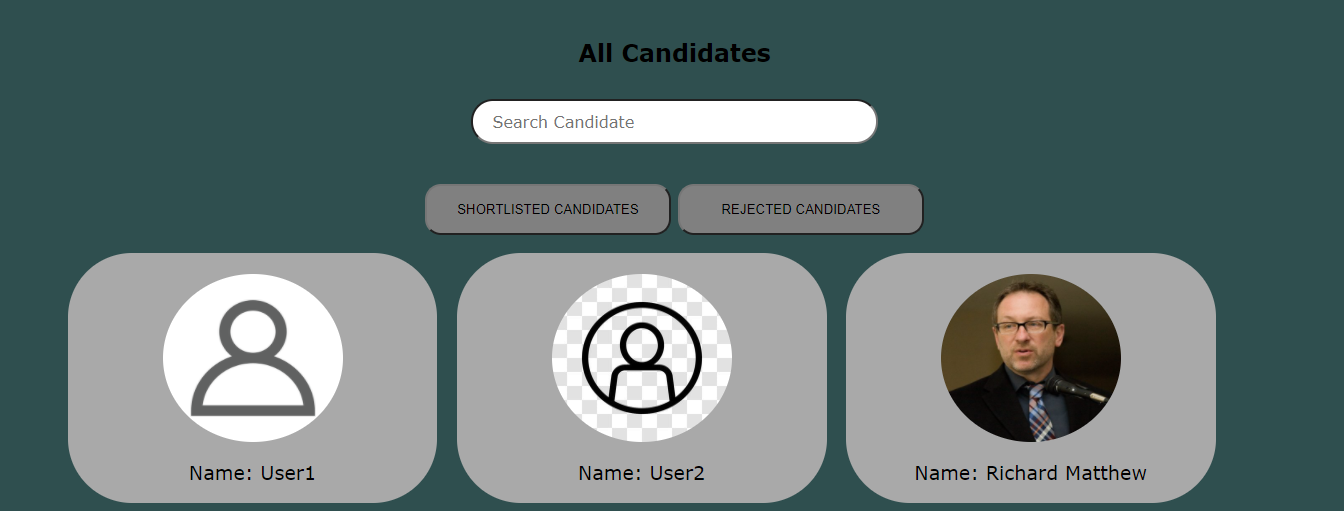 All Candidates
Search Candidate
SHORTLISTED CANDIDATES REJECTED CANDIDATES
Name: User1 Name: User2 Name: Richard Matthew